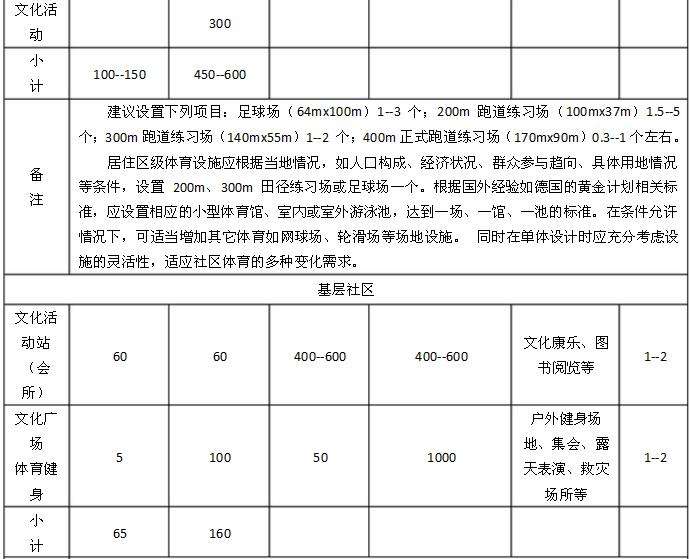 文化活
动
300
小
计
100--150
450--600
备
注
建议设置下列项目：足球场（64mx100m）1--3 个；200m 跑道练习场（100mx37m）1.5--5
个；300m 跑道练习场（140mx55m）1--2 个；400m 正式跑道练习场(170mx90m）0.3--1 个左右。
居住区级体育设施应根据当地情况，如人口构成、经济状况、群众参与趋向、具体用地情况
等条件，设置 200m、300m 田径练习场或足球场一个。根据国外经验如德国的黄金计划相关标
准，应设置相应的小型体育馆、室内或室外游泳池，达到一场、一馆、一池的标准。在条件允许
情况下，可适当增加其它体育如网球场、轮滑场等场地设施。 同时在单体设计时应充分考虑设
施的灵活性，适应社区体育的多种变化需求。
基层社区
文化活
动站
（会
所）
60
60
400--600
400--600
文化康乐、图
书阅览等
1--2
文化广
场
体育健
身
5
100
50
1000
户外健身场
地、集会、露
天表演、救灾
场所等
1--2
小
计
65
160